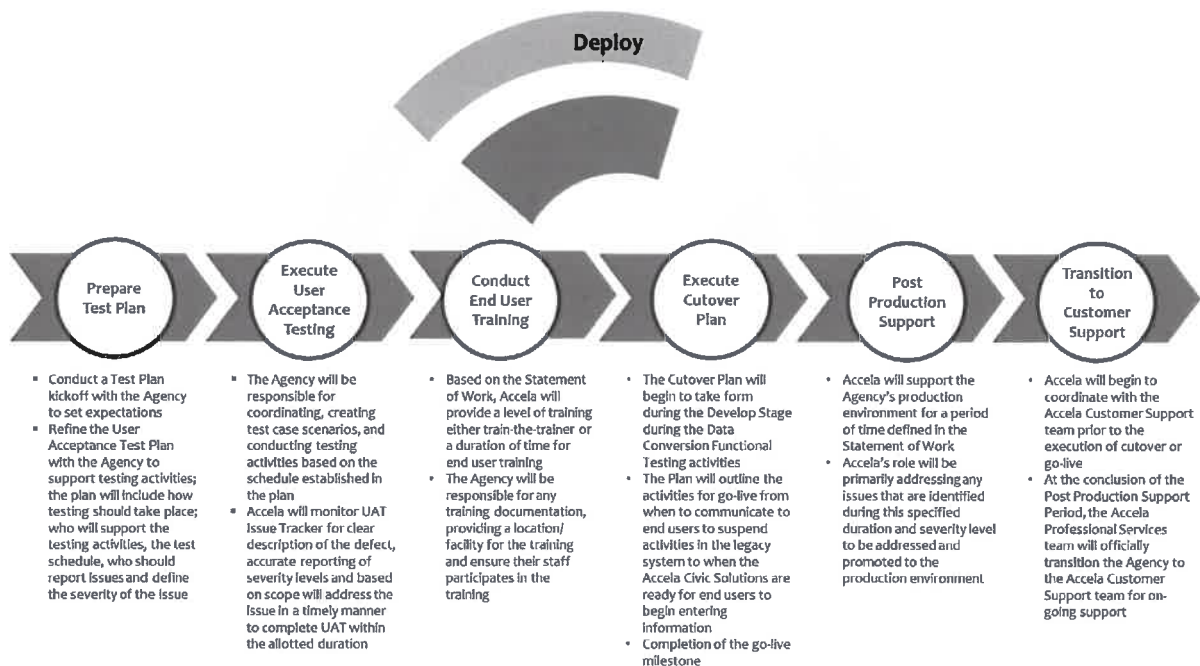 Deploy
Prepare
Test Plan
Execute
User
Acceptance
Testing
Conduct
End User
Training
Execute
Cutover
Plan
Post
Production
Support
Transition
to
Customer
Support
▪ Conduct a Test Plan
kickoff with the Agency
to set expectations
▪ Refine the User
Acceptance Test Plan
with the Agency to
support testing activities;
the plan will include how
testing should take place;
who will support the
testing activities, the test
schedule, who should
report issues and define
the severity of the issue
▪ The Agency will be
responsible for
coordinating, creating
test case scenarios, and
conducting testing
activities based on the
schedule established in
the plan
▪ Accela will monitor UAT
Issue Tracker for clear
description of the defect,
accurate reporting of
severity levels and based
on scope will address the
issue in a timely manner
to complete UAT within
the allotted duration
• Based on the Statement
of Work, Accela will
provide a level of training
either train-the-trainer or
a duration of time for
end user training
• The Agency will be
responsible for any
training documentation,
providing a location/
facility for the training
and ensure their staff
participates in the
training
• The Cutover Plan will
begin to take form
during the Develop Stage
during the Data
Conversion Functional
Testing activities
• The Plan will outline the
activities for go-live from
when to communicate to
end users to suspend
activities in the legacy
system to when the
Accela Civic Solutions are
ready for end users to
begin entering
information
• Completion of the go-live
milestone
• Accela will support the
Agency's production
environment for a period
of time defined in the
Statement of Work
• Accela's role will be
primarily addressing any
issues that are identified
during this specified
duration and severity level
to be addressed and
promoted to the
production environment
• Accela will begin to
coordinate with the
Accela Customer Support
team prior to the
execution of cutover or
go-live
• At the conclusion of the
Post Production Support
Period, the Accela
Professional Services
team will officially
transition the Agency to
the Accela Customer
Support team for on-
going support